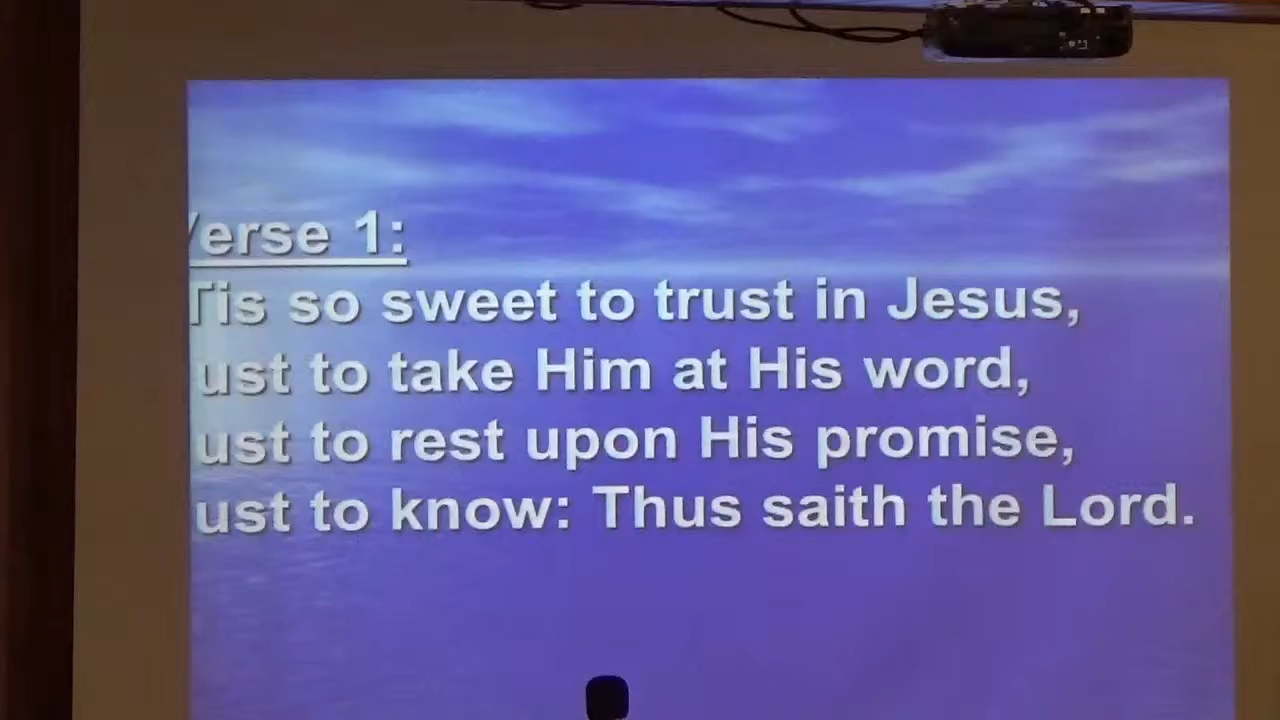 Verse 1:
Tis so sweet to trust in Jesus,
ust to take Him at His word,
ust to rest upon His promise,
ust to know: Thus saith the Lord.